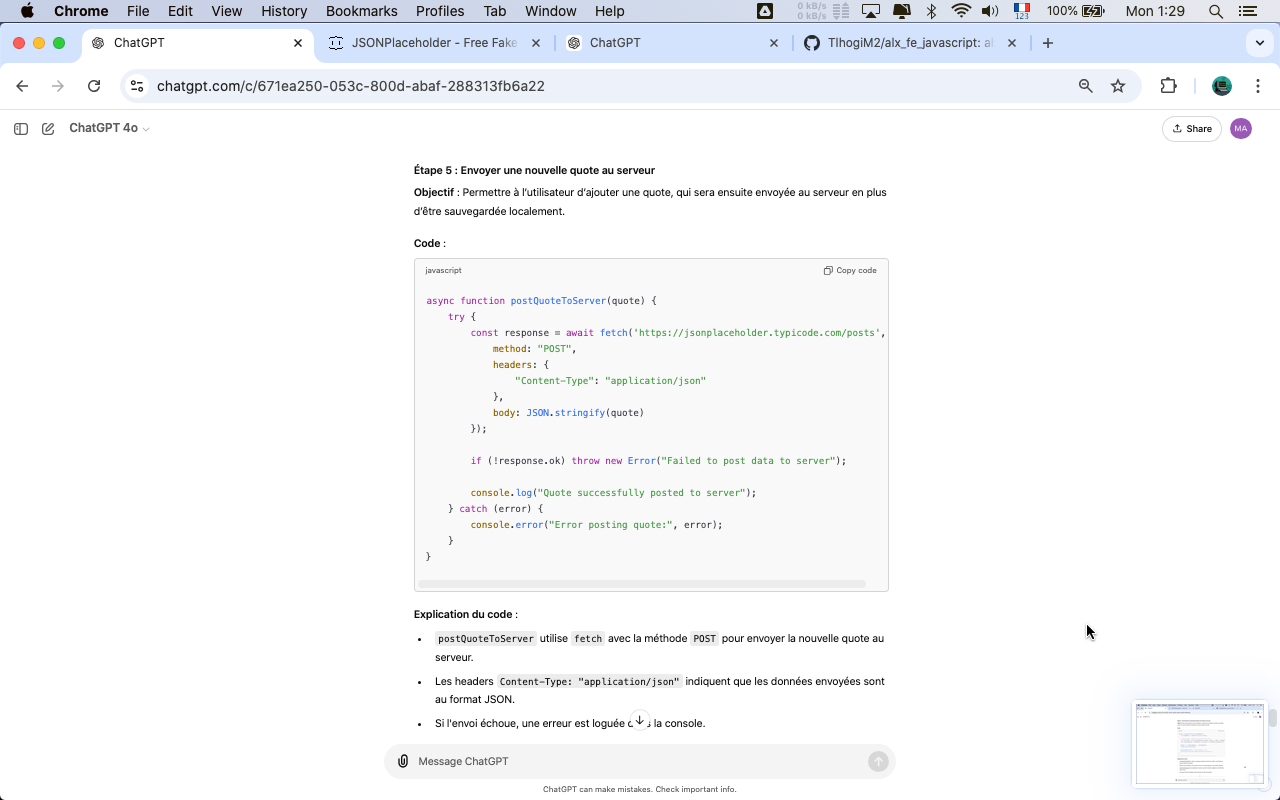 Chrome File Edit View History Bookmarks Profiles Tab Window Help 0 kB/s 0 kB/s 123 100% Mon 1:29
ChatGPT JSONPlaceholder - Free Fake ChatGPT TlhogiM2/alx_fe_javascript: al
chatgpt.com/c/671ea250-053c-800d-abaf-288313fb6a22
ChatGPT 4o Share MA
Étape 5 : Envoyer une nouvelle quote au serveur
Objectif : Permettre à l'utilisateur d'ajouter une quote, qui sera ensuite envoyée au serveur en plus
d'être sauvegardée localement.
Code :
javascript Copy code
async function postQuoteToServer(quote) {
try {
const response = await fetch('https://jsonplaceholder.typicode.com/posts',
method: "POST",
headers: {
"Content-Type": "application/json"
},
body: JSON.stringify(quote)
});
if (!response.ok) throw new Error("Failed to post data to server");
console.log("Quote successfully posted to server");
} catch (error) {
console.error("Error posting quote:", error);
}
}
Explication du code :
• postQuoteToServer utilise fetch avec la méthode POST pour envoyer la nouvelle quote au
serveur.
• Les headers Content-Type: "application/json" indiquent que les données envoyées sont
au format JSON.
• Si l'envoi échoue, une erreur est loguée la console.
Message ChatGPT
ChatGPT can make mistakes. Check important info.